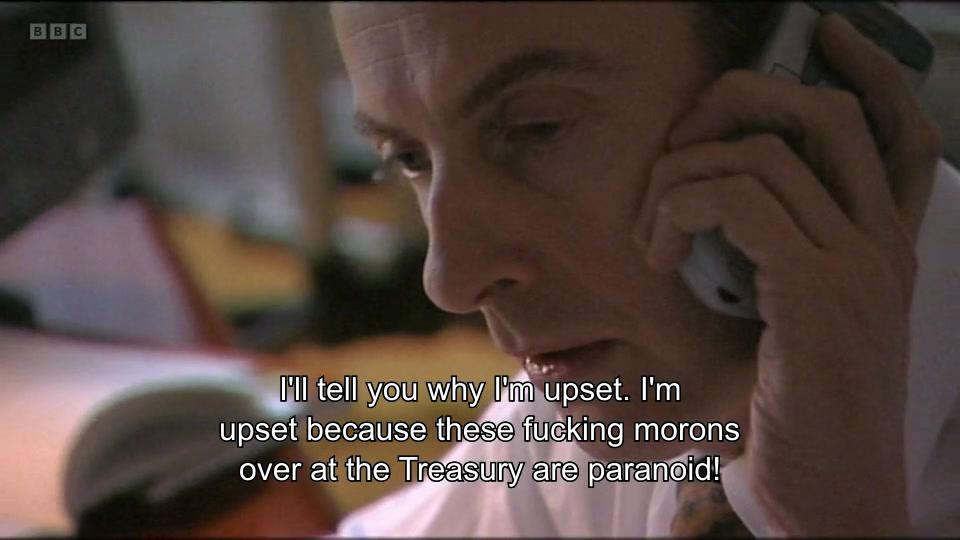 BBC
I'll tell you why I'm upset. I'm
upset because these fucking morons
over at the Treasury are paranoid!